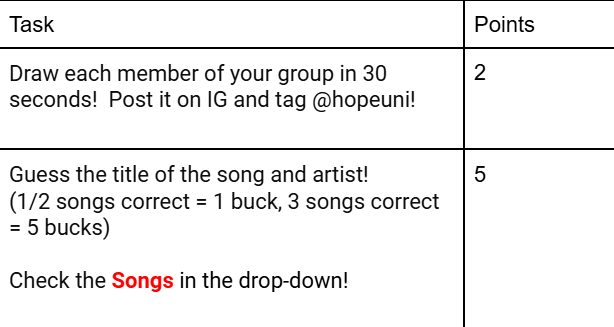 Task
Points
Draw each member of your group in 30
seconds!  Post it on IG and tag @hopeuni!
2
Guess the title of the song and artist!
(1/2 songs correct = 1 buck, 3 songs correct
= 5 bucks)
Check the Songs in the drop-down!
5